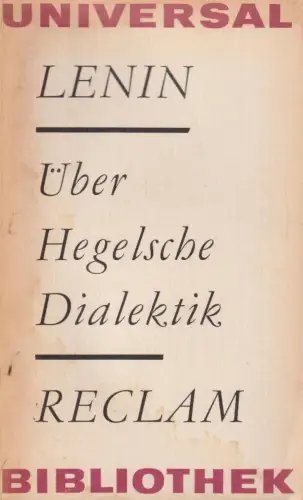 UNIVERSAL
LENIN
Über
Hegelsche
Dialektik
RECLAM
BIBLIOTHEK